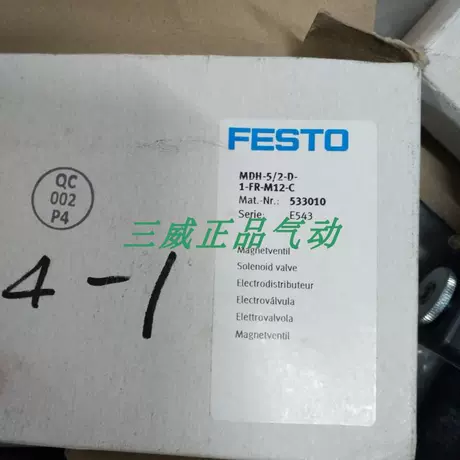 FESTO
MDH-5/2-D-
1-FR-M12-C
Mat.-Nr.: 533010
Serie: E543
三威正品气动
Magnetventil
Solenoid valve
Electrodistributeur
Electroválvula
Elettrovalvola
Magnetventil
QC
002
P4
4-1